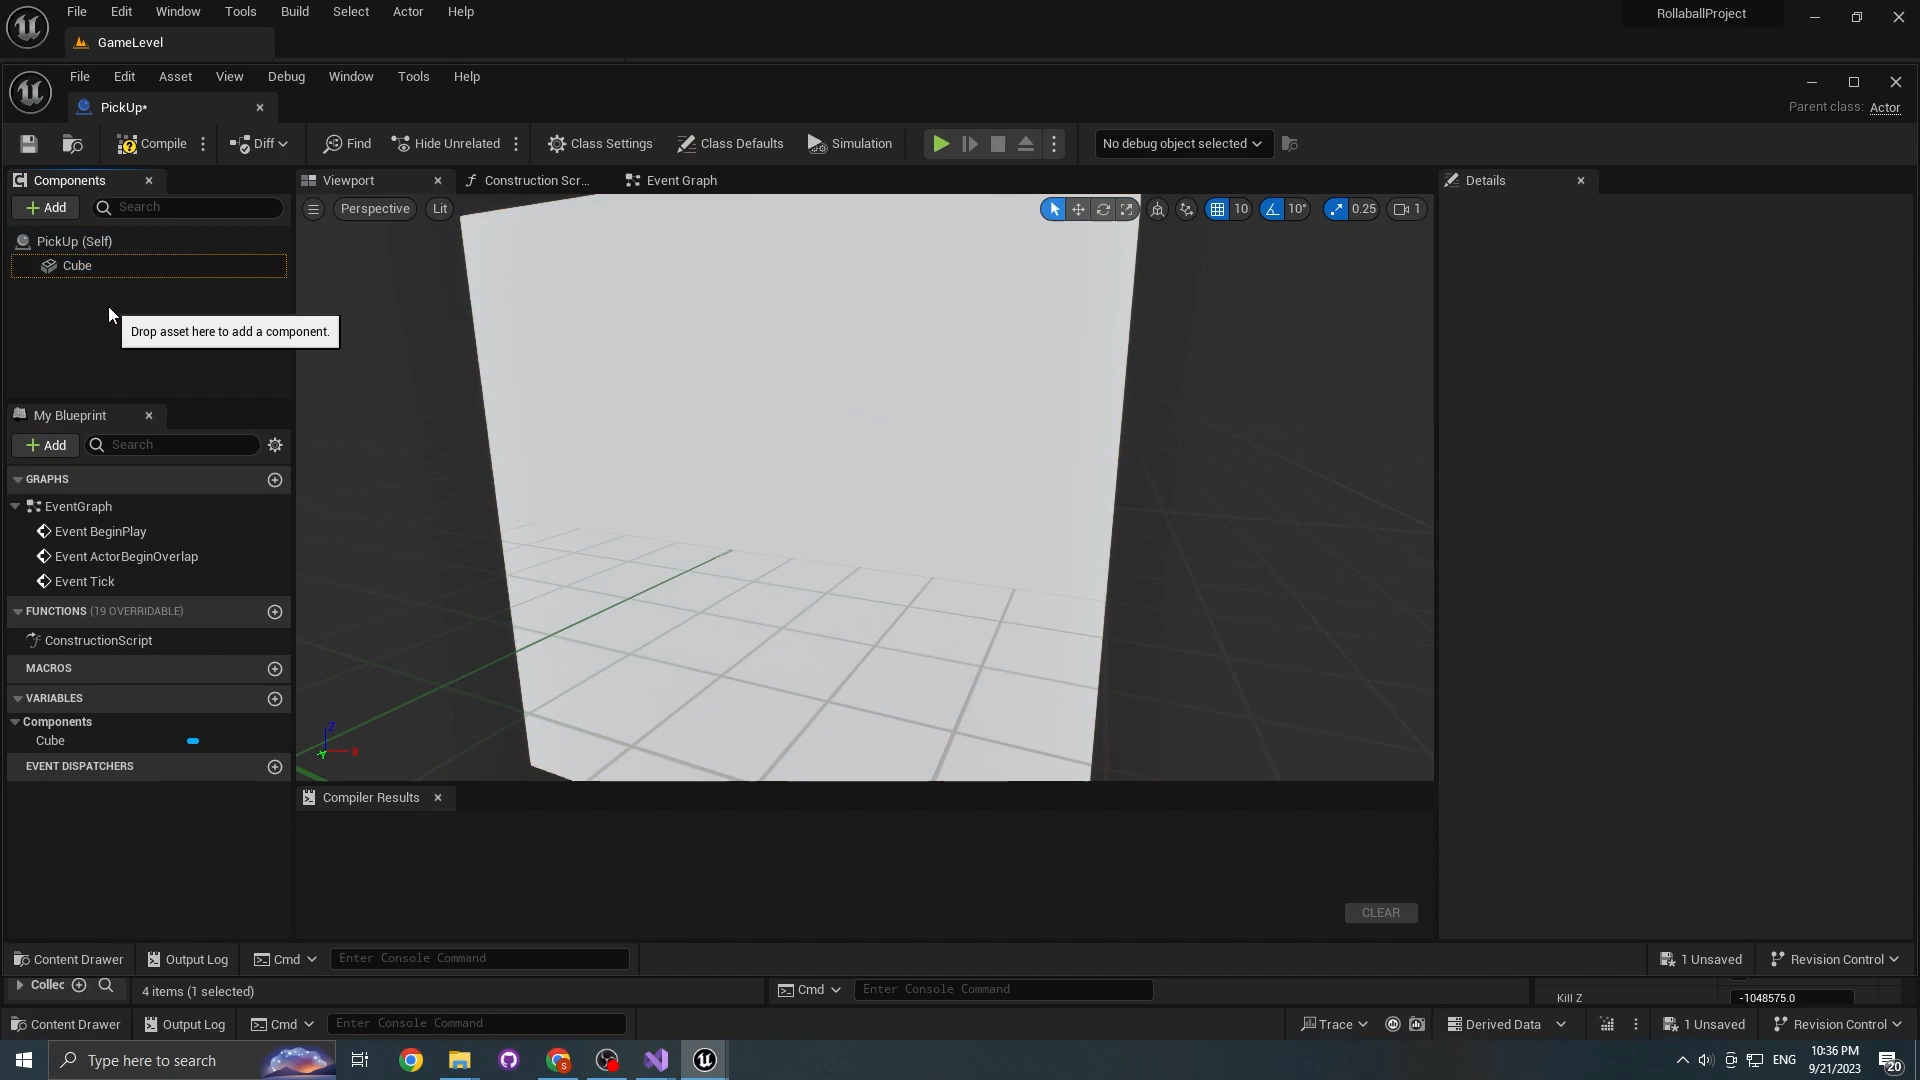 File Edit Window Tools Build Select Actor Help
RollaballProject
GameLevel
File Edit Asset View Debug Window Tools Help
PickUp*
Parent class: Actor
Compile Diff Find Hide Unrelated Class Settings Class Defaults Simulation No debug object selected
Components Viewport Construction Scr... Event Graph Details
Add Search Perspective Lit 10 10° 0.25 1
PickUp (Self)
Cube
Drop asset here to add a component.
My Blueprint
Add Search
GRAPHS
EventGraph
Event BeginPlay
Event ActorBeginOverlap
Event Tick
FUNCTIONS (19 OVERRIDABLE)
ConstructionScript
MACROS
VARIABLES
Components
Z
Cube
X
Y
EVENT DISPATCHERS
Compiler Results
CLEAR
Content Drawer Output Log Cmd Enter Console Command 1 Unsaved Revision Control
Collec 4 items (1 selected) Cmd Enter Console Command Kill Z -1048575.0
Content Drawer Output Log Cmd Enter Console Command Trace Derived Data 1 Unsaved Revision Control
Type here to search ENG 10:36 PM
9/21/2023 20